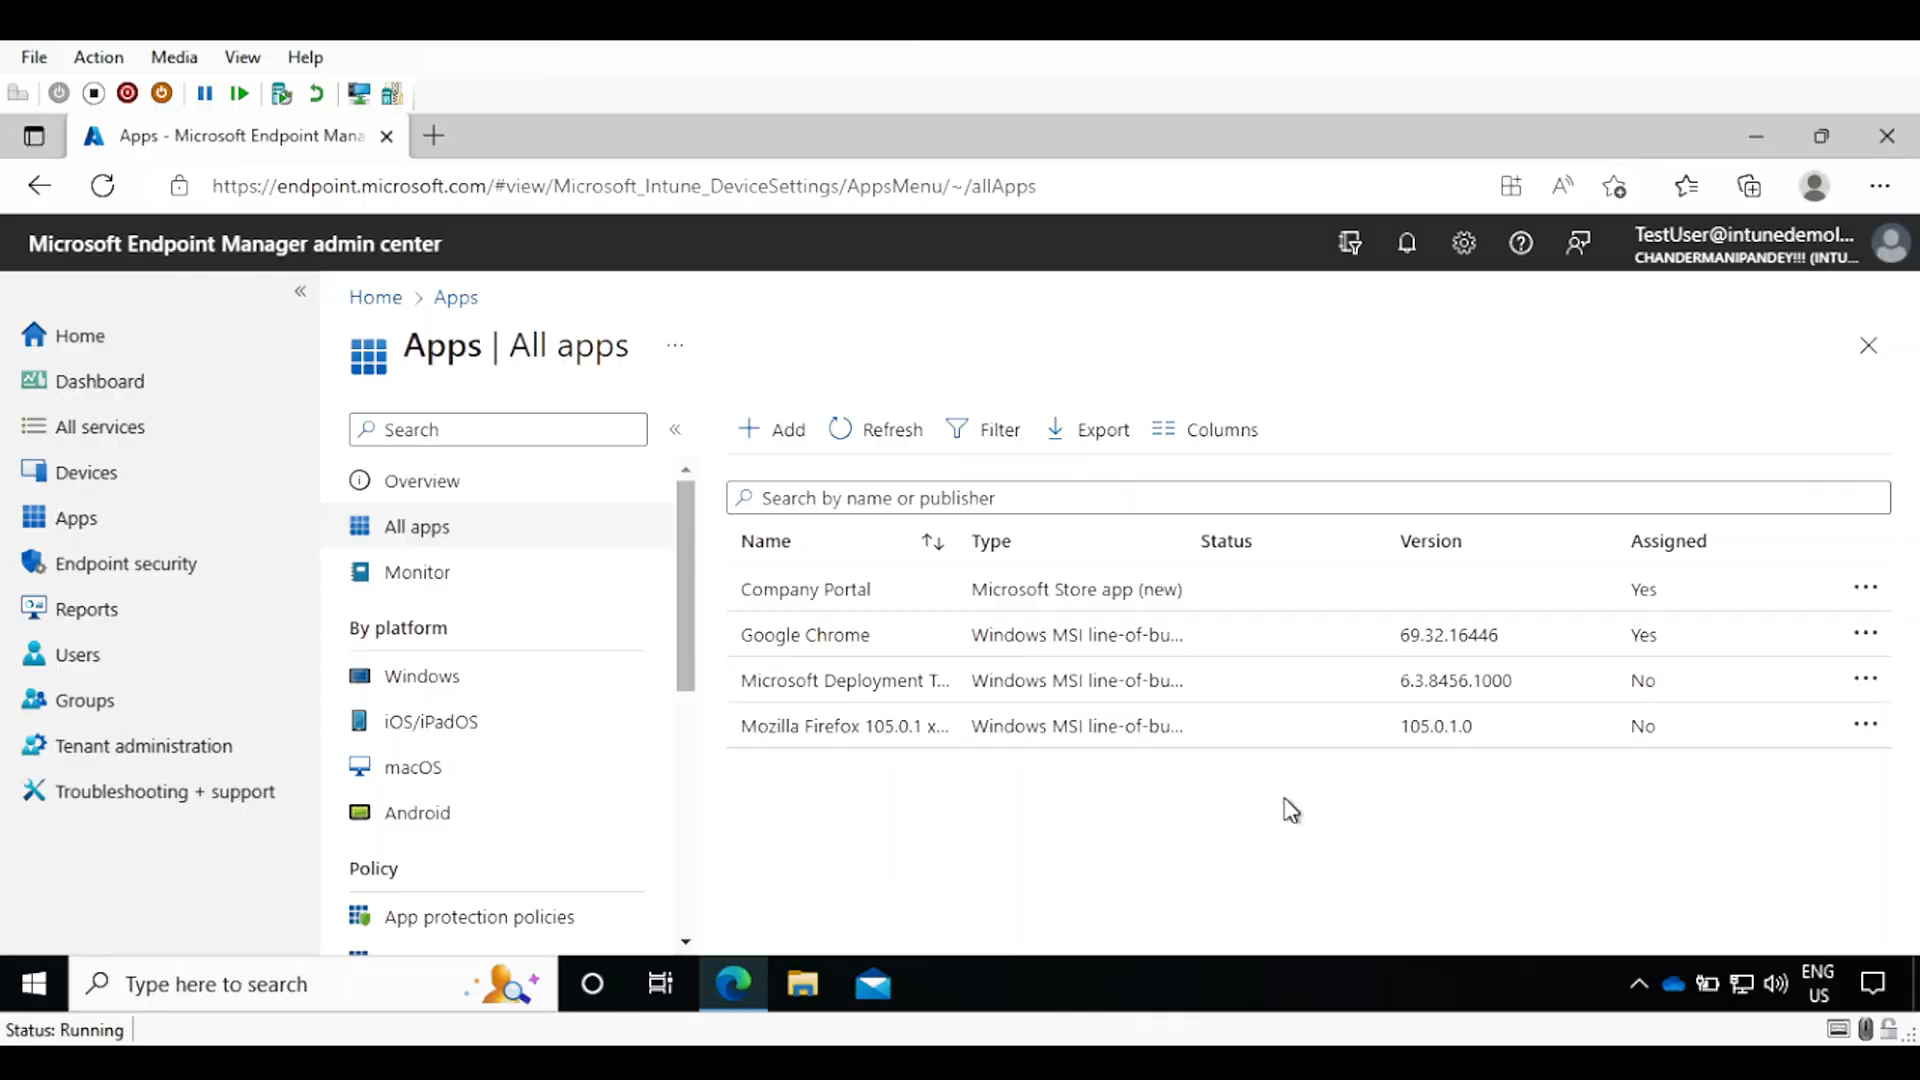 File Action Media View Help
Apps - Microsoft Endpoint Mana
https://endpoint.microsoft.com/#view/Microsoft_Intune_DeviceSettings/AppsMenu/~/allApps
Microsoft Endpoint Manager admin center
TestUser@intunedemol...
CHANDERMANIPANDEY!!! (INTU...
Home
Dashboard
All services
Devices
Apps
Endpoint security
Reports
Users
Groups
Tenant administration
Troubleshooting + support
Home > Apps
Apps | All apps ...
Search
Overview
All apps
Monitor
By platform
Windows
iOS/iPadOS
macOS
Android
Policy
App protection policies
Add Refresh Filter Export Columns
Search by name or publisher
Name Type Status Version Assigned
Company Portal Microsoft Store app (new) Yes
Google Chrome Windows MSI line-of-bu... 69.32.16446 Yes
Microsoft Deployment T... Windows MSI line-of-bu... 6.3.8456.1000 No
Mozilla Firefox 105.0.1 x... Windows MSI line-of-bu... 105.0.1.0 No
Type here to search
ENG
US
Status: Running